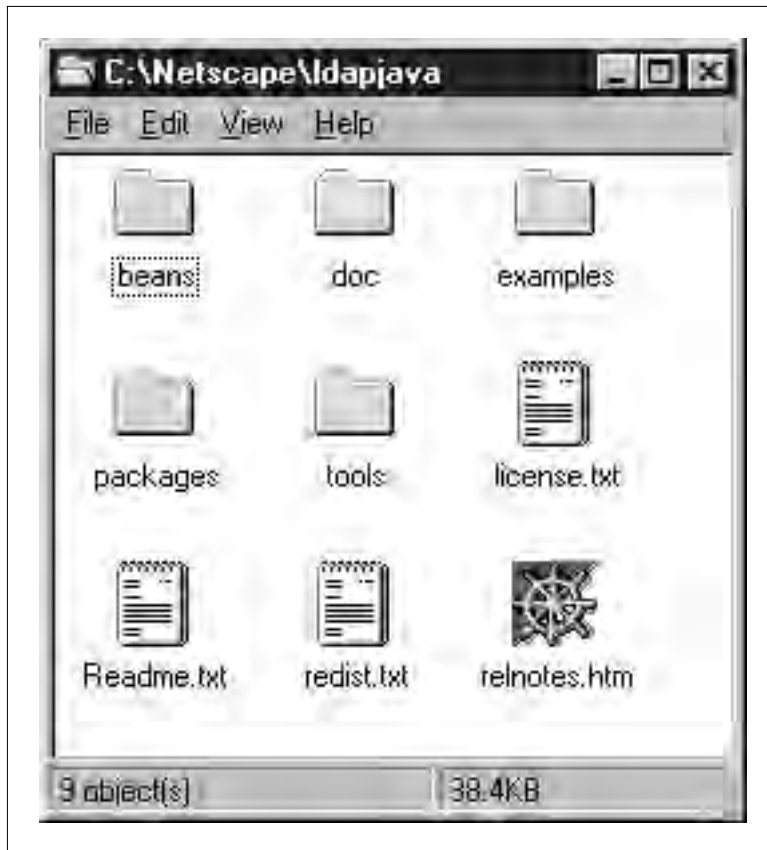 C:\Netscape\ldapjava
File Edit View Help
beans doc examples
packages tools license.txt
Readme.txt redist.txt relnotes.htm
9 object(s) 38.4KB